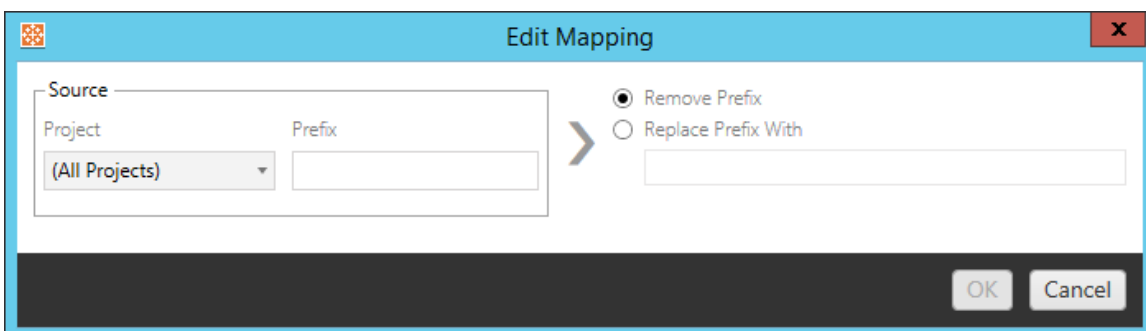 Edit Mapping
x
Source
Project
Prefix
(All Projects)
Remove Prefix
Replace Prefix With
OK
Cancel